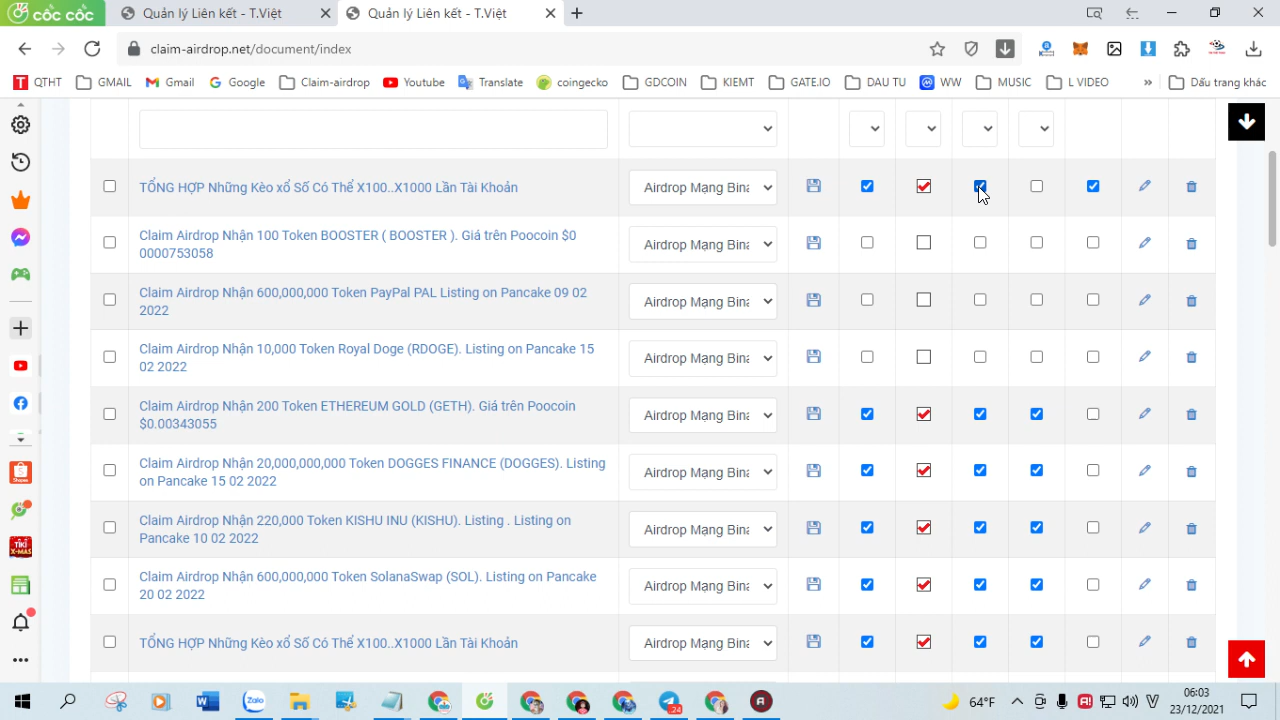 cốc cốc
Quản lý kết - T.Việt
Quản lý kết - T.Việt
claim-airdrop.net/document/index
QTHT
GMAIL
Gmail
Google
Claim-airdrop
Youtube
Translate
coingecko
GDCOIN
KIEMT
GATE.IO
DAU TU
WW
MUSIC
L VIDEO
»
Dấu trang khác
TỔNG HỢP Những Kèo xổ Số Có Thể X100..X1000 Lần Tài Khoản
Airdrop Mạng Bina
Claim Airdrop Nhận 100 Token BOOSTER ( BOOSTER ). Giá trên Poocoin $0
0000753058
Airdrop Mạng Bina
Claim Airdrop Nhận 600,000,000 Token PayPal PAL Listing on Pancake 09 02
2022
Airdrop Mạng Bina
Claim Airdrop Nhận 10,000 Token Royal Doge (RDOGE). Listing on Pancake 15
02 2022
Airdrop Mạng Bina
Claim Airdrop Nhận 200 Token ETHEREUM GOLD (GETH). Giá trên Poocoin
$0.00343055
Airdrop Mạng Bina
Claim Airdrop Nhận 20,000,000,000 Token DOGGES FINANCE (DOGGES). Listing
on Pancake 15 02 2022
Airdrop Mạng Bina
Claim Airdrop Nhận 220,000 Token KISHU INU (KISHU). Listing . Listing on
Pancake 10 02 2022
Airdrop Mạng Bina
Claim Airdrop Nhận 600,000,000 Token SolanaSwap (SOL). Listing on Pancake
20 02 2022
Airdrop Mạng Bina
TỔNG HỢP Những Kèo xổ Số Có Thể X100..X1000 Lần Tài Khoản
Airdrop Mạng Bina
Shopee
TIKI
X-MAS
Zalo
24
64°F
06:03
23/12/2021